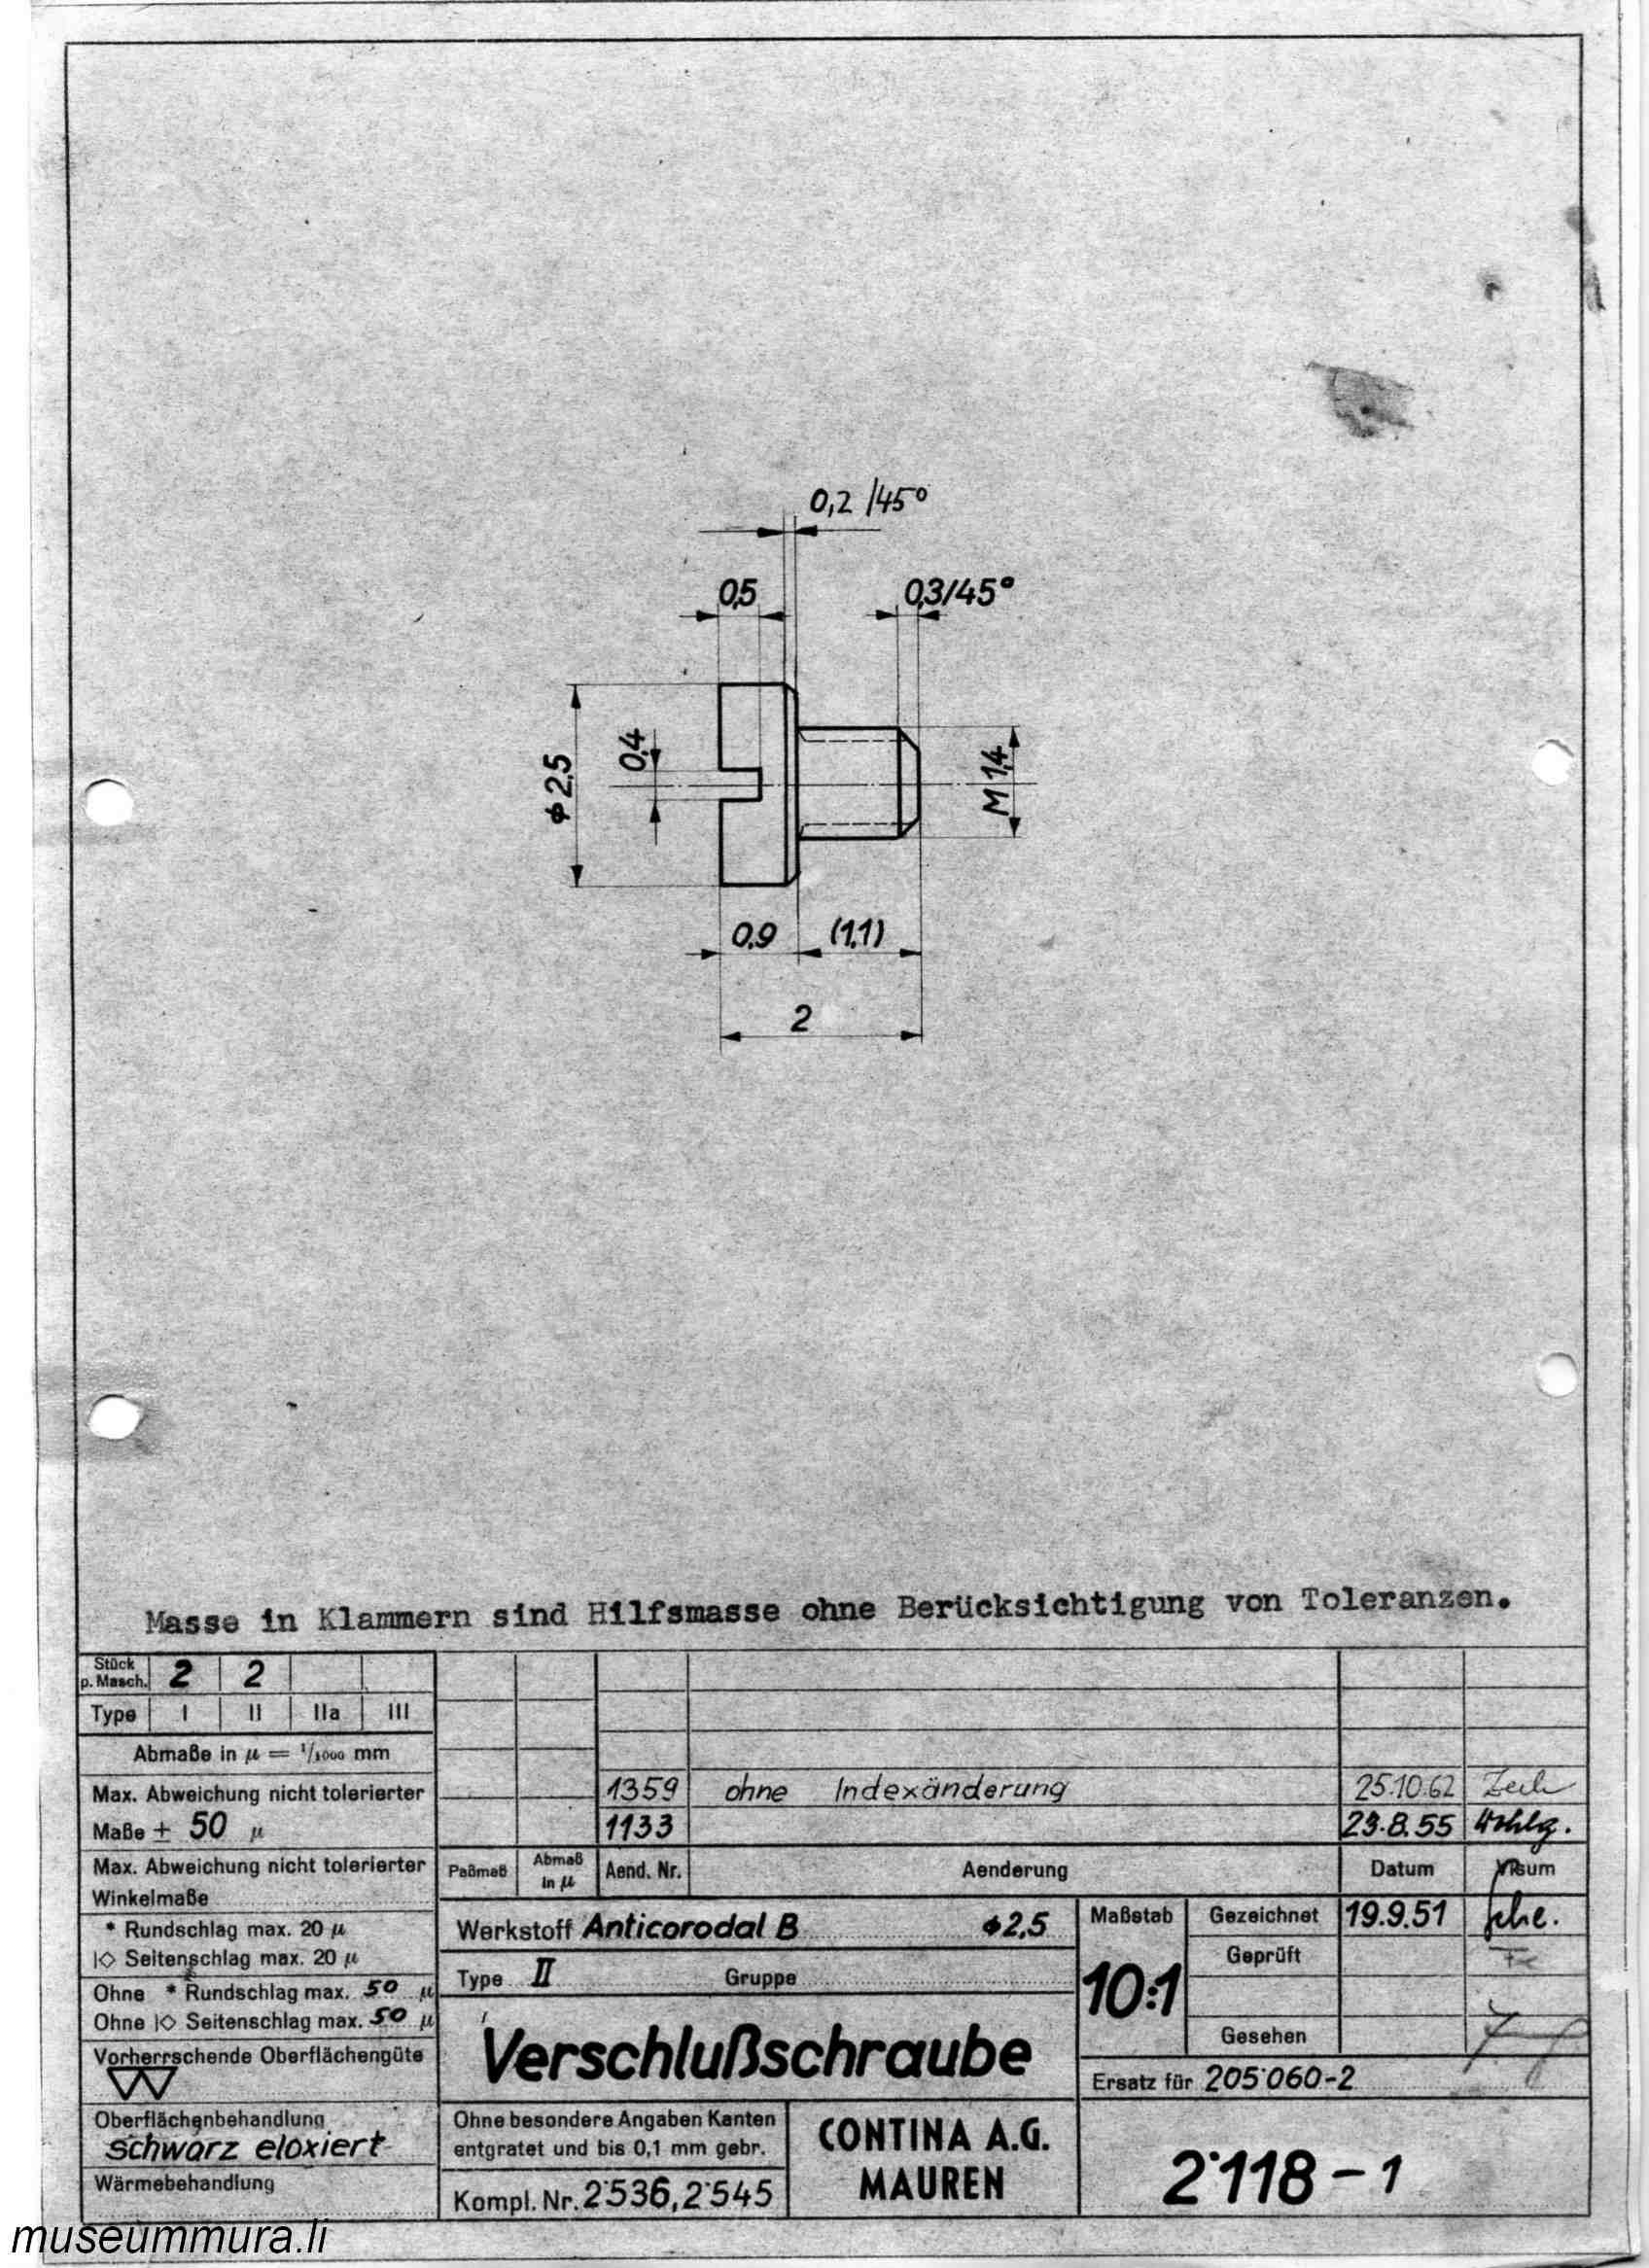 0,2 /45°
0,5
0,3/45°
⌀ 2,5
0,4
M 1,4
0,9
(1,1)
2
Masse in Klammern sind Hilfsmasse ohne Berücksichtigung von Toleranzen.
Stück p. Masch. 2 2
Type I II IIa III
Abmaße in µ = 1/1000 mm
Max. Abweichung nicht tolerierter
Maße ± 50 µ
Max. Abweichung nicht tolerierter
Winkelmaße
* Rundschlag max. 20 µ
|◇ Seitenschlag max. 20 µ
Ohne * Rundschlag max. 50 µ
Ohne |◇ Seitenschlag max. 50 µ
Vorherrschende Oberflächengüte
▽▽
Oberflächenbehandlung
schwarz eloxiert
Wärmebehandlung
1359 ohne Indexänderung 25.10.62
1133 23.8.55
Paßmaß Abmaß in µ Aend. Nr. Aenderung Datum Visum
Werkstoff Anticorodal B ⌀2,5
Type II Gruppe
Verschlußschraube
Ohne besondere Angaben Kanten
entgratet und bis 0,1 mm gebr.
Kompl. Nr. 2'536, 2'545
CONTINA A.G.
MAUREN
Maßstab
10:1
Gezeichnet 19.9.51
Geprüft
Gesehen
Ersatz für 205'060-2
2'118-1
museummura.li